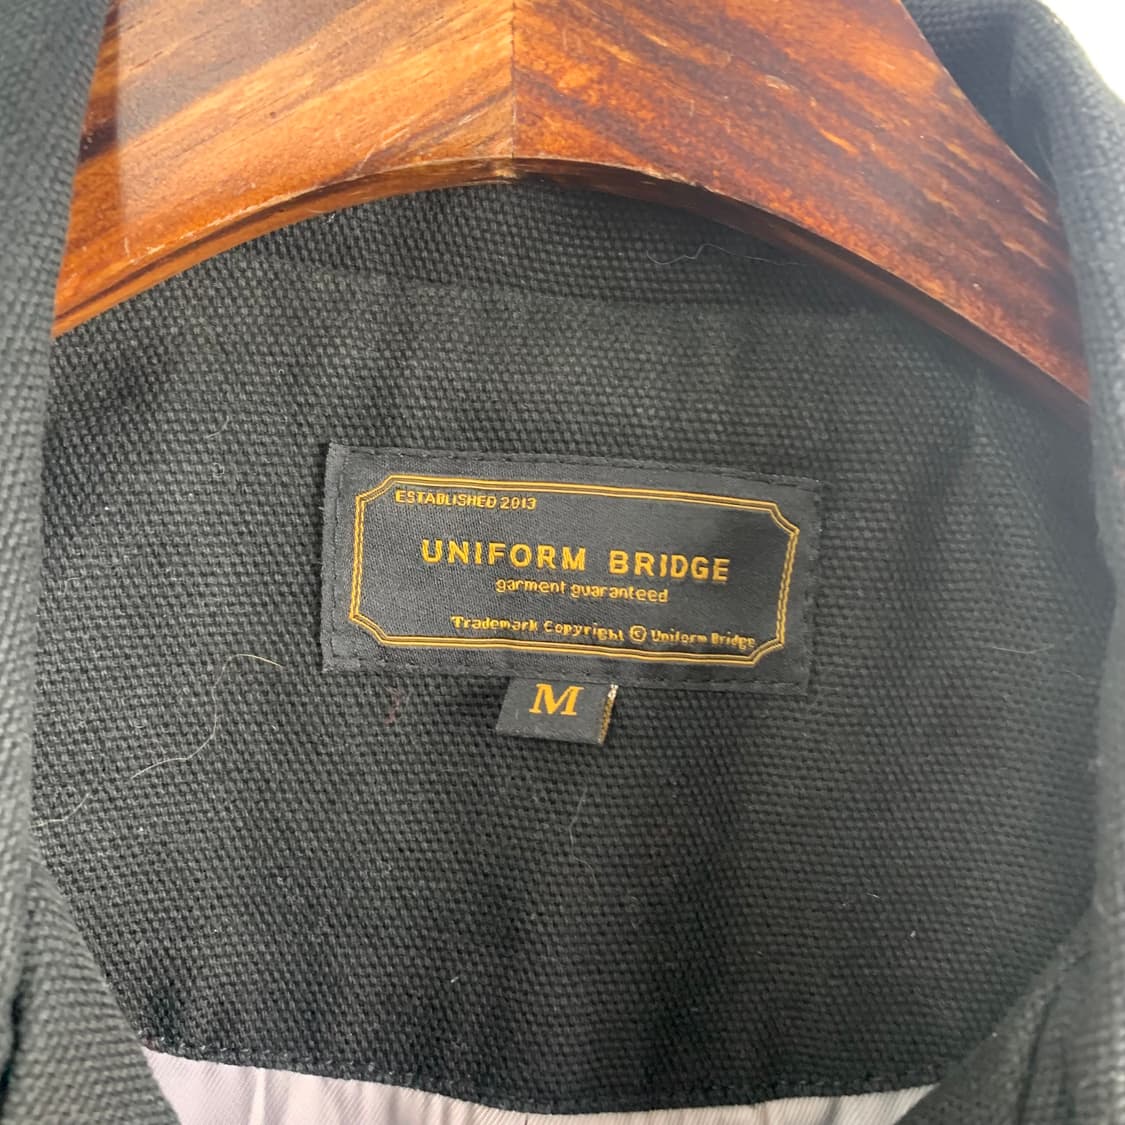 ESTABLISHED 2013
UNIFORM BRIDGE
garment guaranteed
Trademark Copyright © Uniform Bridge
M